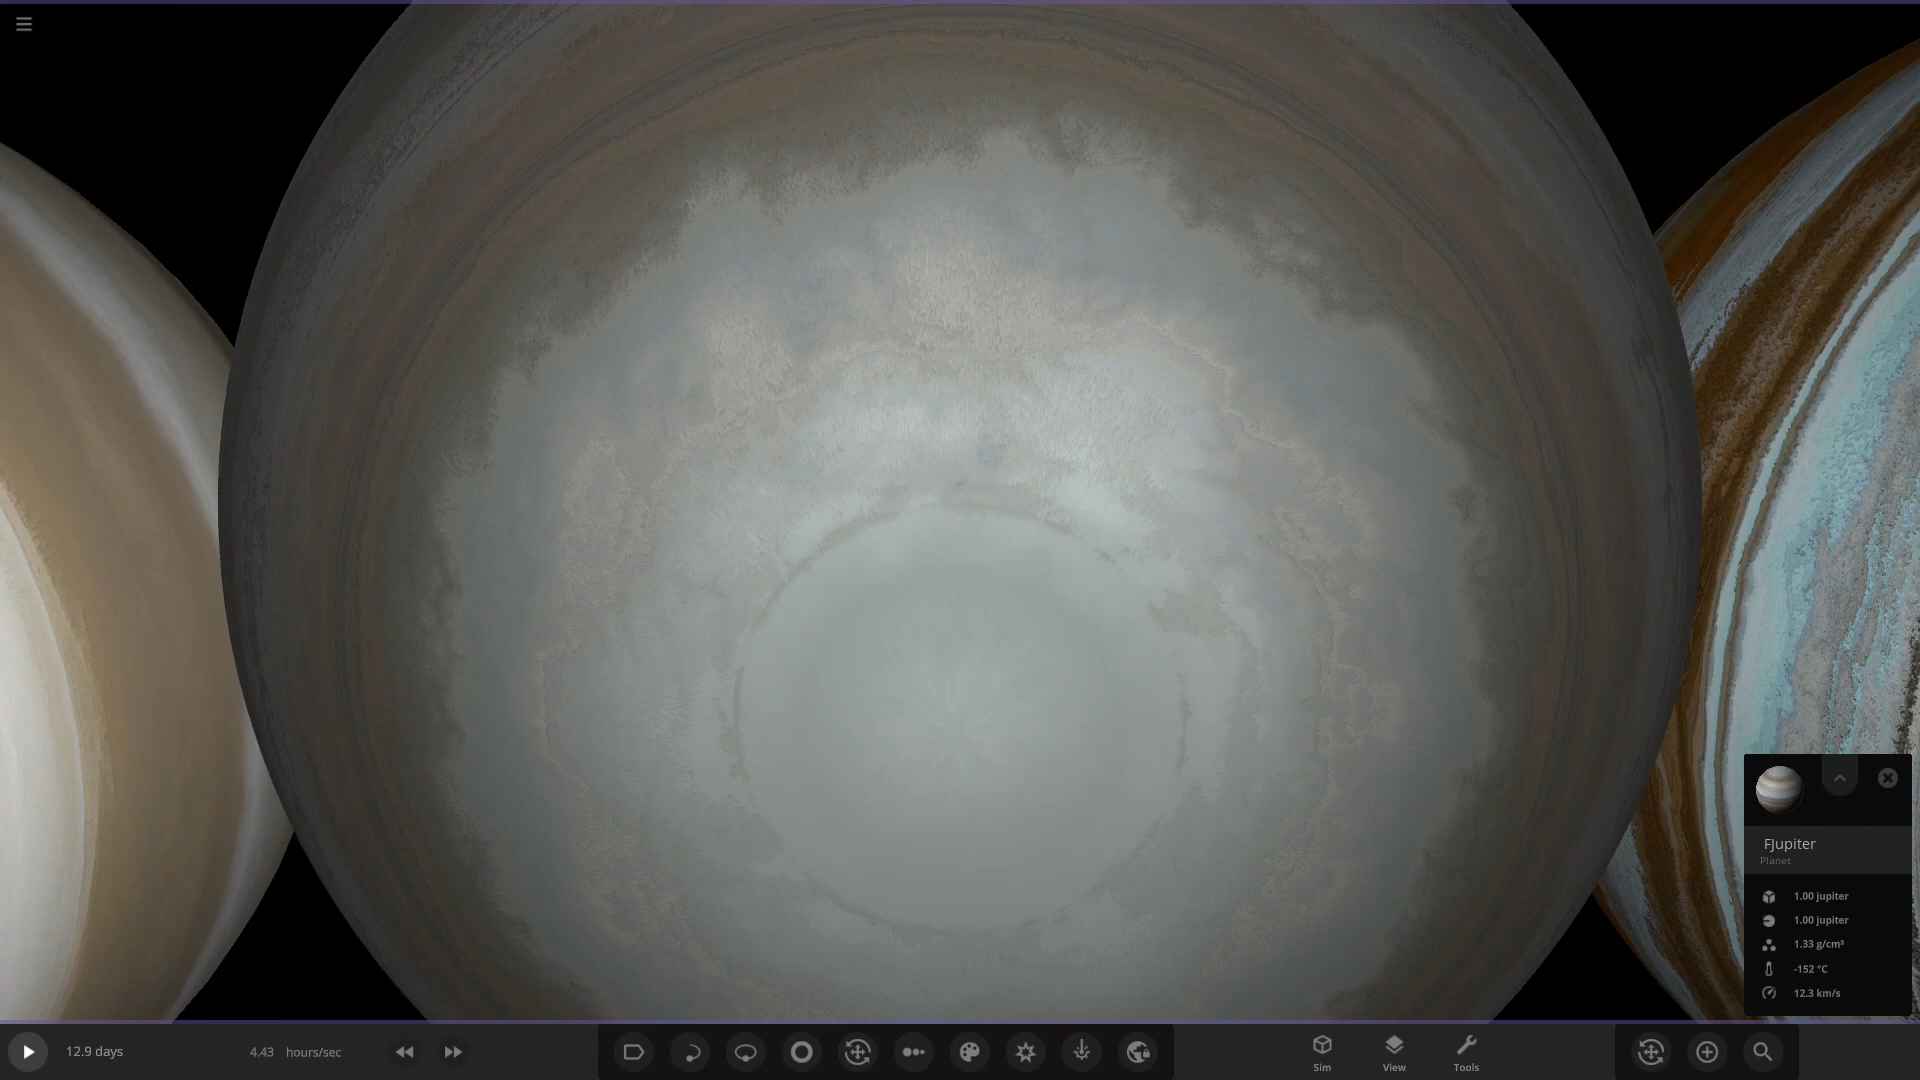 FJupiter
Planet
1.00 jupiter
1.00 jupiter
1.33 g/cm³
-152 °C
12.3 km/s
12.9 days
4.43 hours/sec
Sim
View
Tools